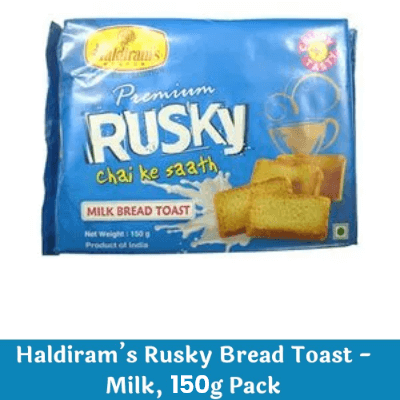 Haldiram's
NAGPUR
Premium
RUSKY
chai ke saath
MILK BREAD TOAST
Net Weight : 150 g
Product of India
Haldiram's Rusky Bread Toast -
Milk, 150g Pack